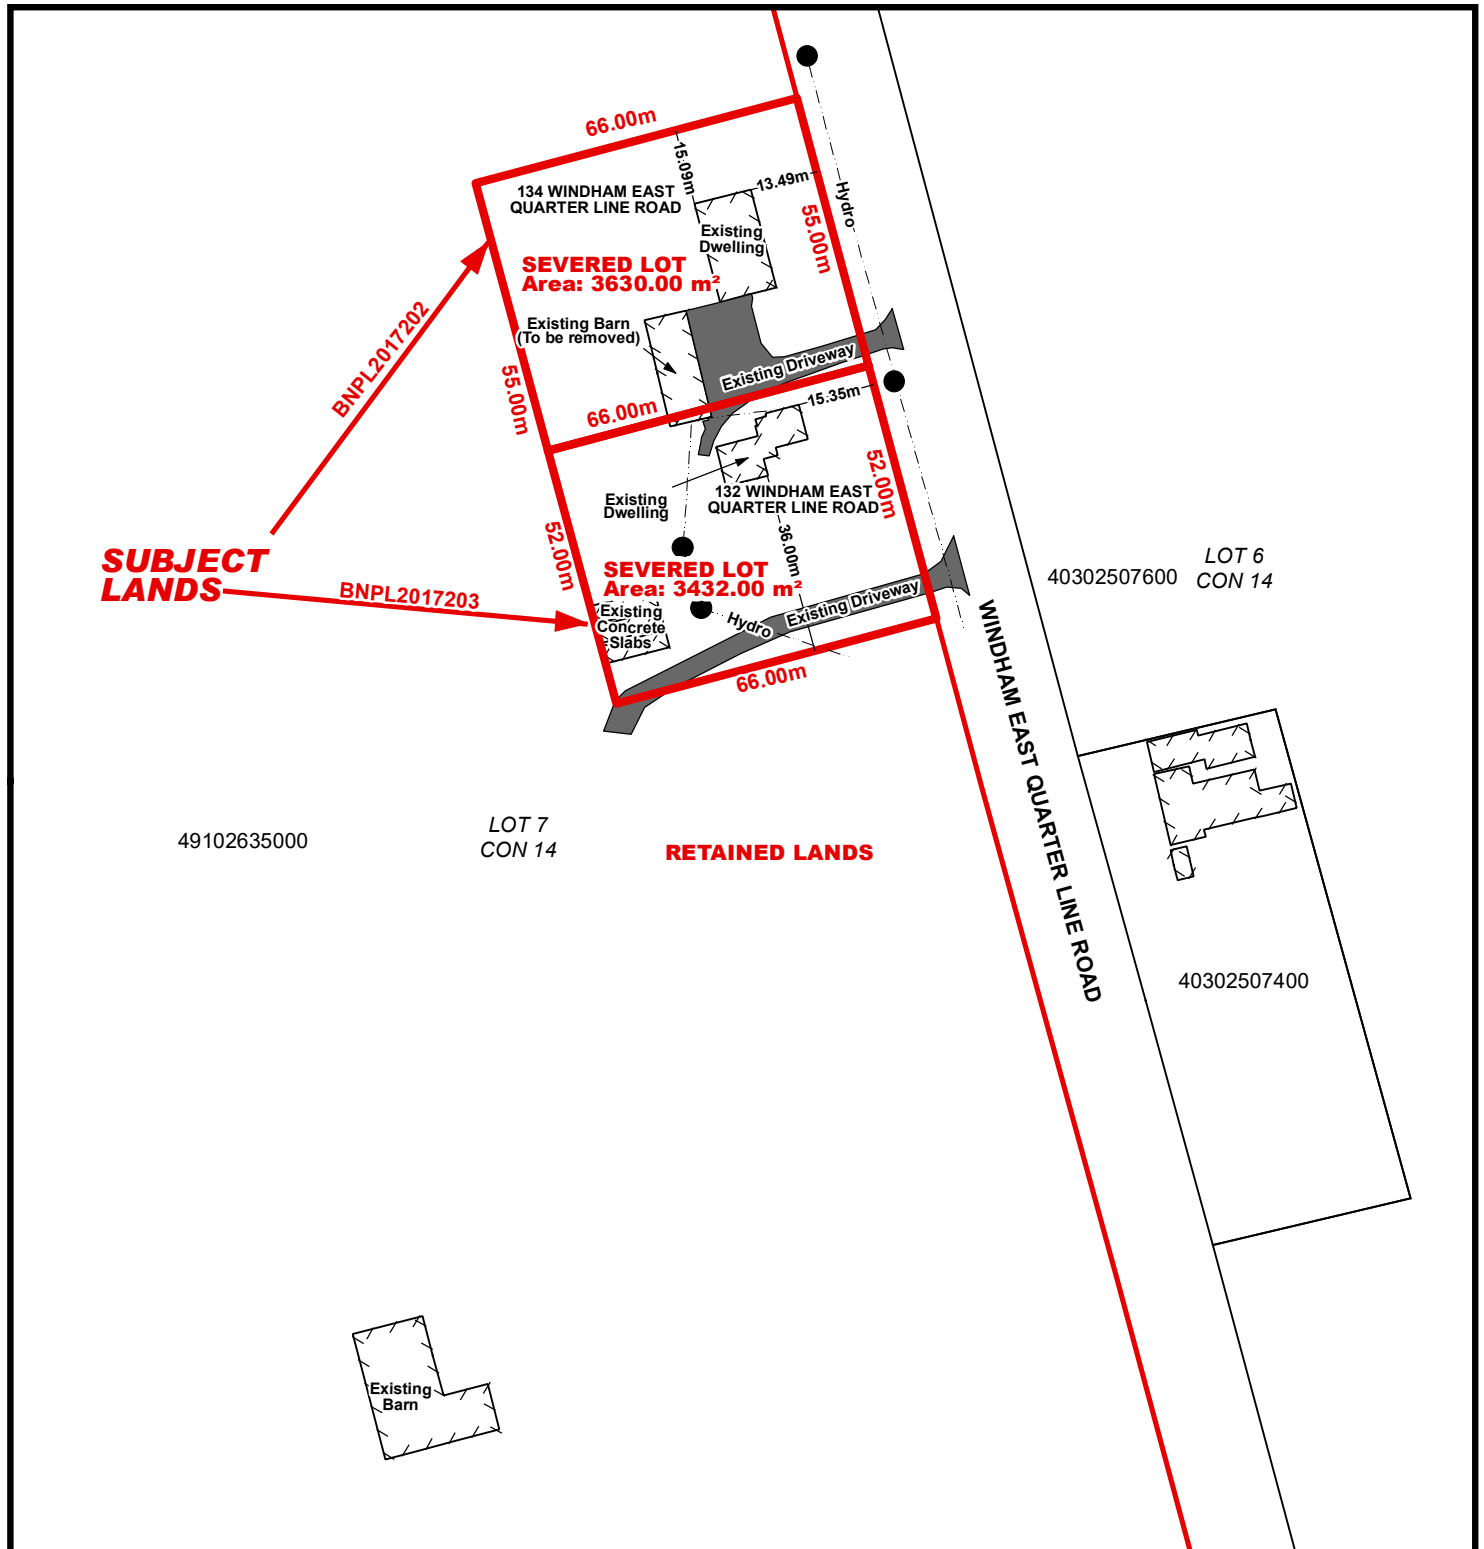 66.00m
15.09m
13.49m
134 WINDHAM EAST
QUARTER LINE ROAD
Hydro
55.00m
Existing
Dwelling
SEVERED LOT
Area: 3630.00 m²
BNPL2017202
Existing Barn
(To be removed)
Existing Driveway
55.00m
66.00m
15.35m
52.00m
132 WINDHAM EAST
QUARTER LINE ROAD
Existing
Dwelling
36.00m
52.00m
SUBJECT
LANDS
BNPL2017203
SEVERED LOT
Area: 3432.00 m²
Existing
Concrete
Slabs
Hydro
Existing Driveway
66.00m
40302507600
LOT 6
CON 14
WINDHAM EAST QUARTER LINE ROAD
49102635000
LOT 7
CON 14
RETAINED LANDS
40302507400
Existing
Barn